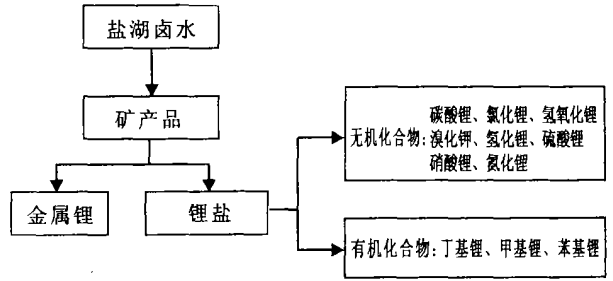 盐湖卤水
矿产品
金属锂
锂盐
碳酸锂、氯化锂、氢氧化锂
无机化合物:溴化钾、氢化锂、硫酸锂
硝酸锂、氮化锂
有机化合物:丁基锂、甲基锂、苯基锂